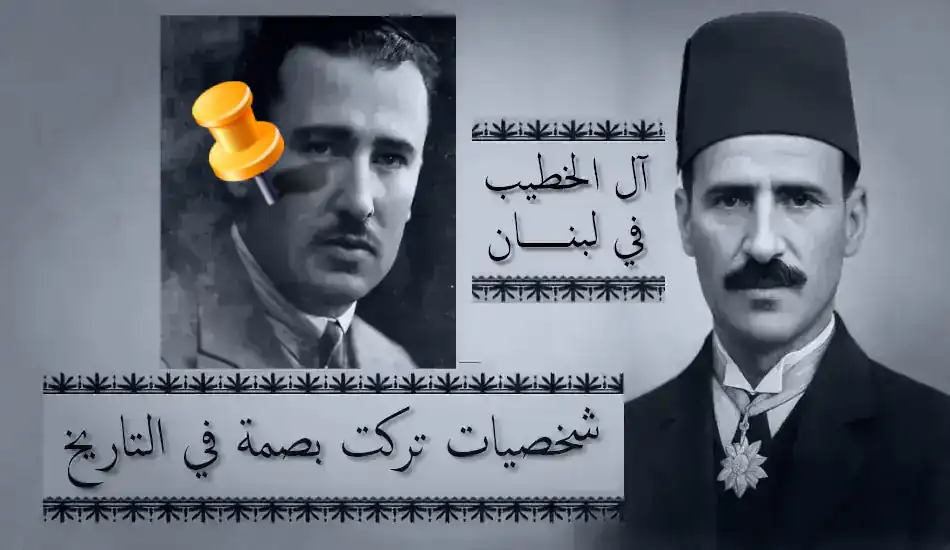 آل الخطيب
في لبنـــان
شخصيات تركت بصمة في التاريخ